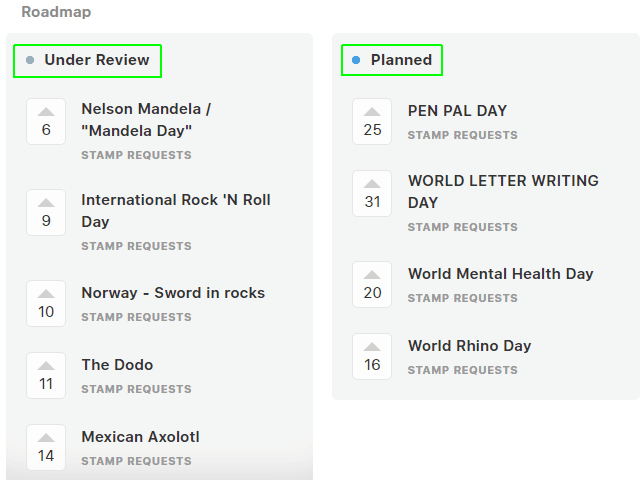 Roadmap
Under Review
6
Nelson Mandela /
"Mandela Day"
STAMP REQUESTS
9
International Rock 'N Roll
Day
STAMP REQUESTS
10
Norway - Sword in rocks
STAMP REQUESTS
11
The Dodo
STAMP REQUESTS
14
Mexican Axolotl
STAMP REQUESTS
Planned
25
PEN PAL DAY
STAMP REQUESTS
31
WORLD LETTER WRITING
DAY
STAMP REQUESTS
20
World Mental Health Day
STAMP REQUESTS
16
World Rhino Day
STAMP REQUESTS